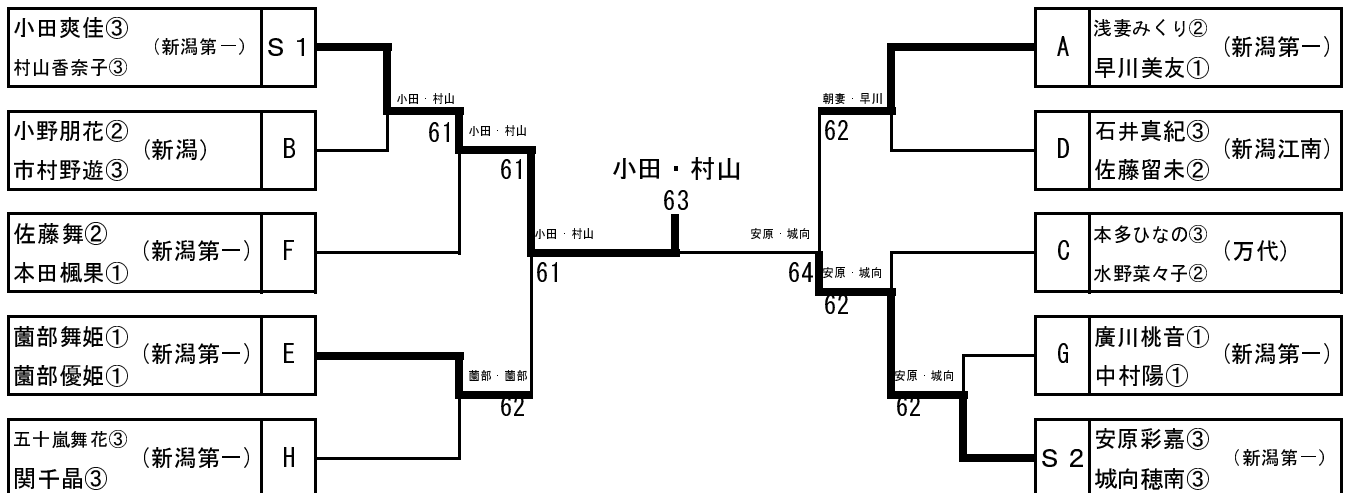 小田爽佳③
村山香奈子③
(新潟第一)
S1
小野朋花②
市村野遊③
(新潟)
B
佐藤舞②
本田楓果①
(新潟第一)
F
薗部舞姫①
薗部優姫①
(新潟第一)
E
五十嵐舞花③
関千晶③
(新潟第一)
H
小田・村山
61
小田・村山
61
小田・村山
61
薗部・薗部
62
小田・村山
63
朝妻・早川
62
安原・城向
64
安原・城向
62
安原・城向
62
A
浅妻みくり②
早川美友①
(新潟第一)
D
石井真紀③
佐藤留未②
(新潟江南)
C
本多ひなの③
水野菜々子②
(万代)
G
廣川桃音①
中村陽①
(新潟第一)
S2
安原彩嘉③
城向穂南③
(新潟第一)